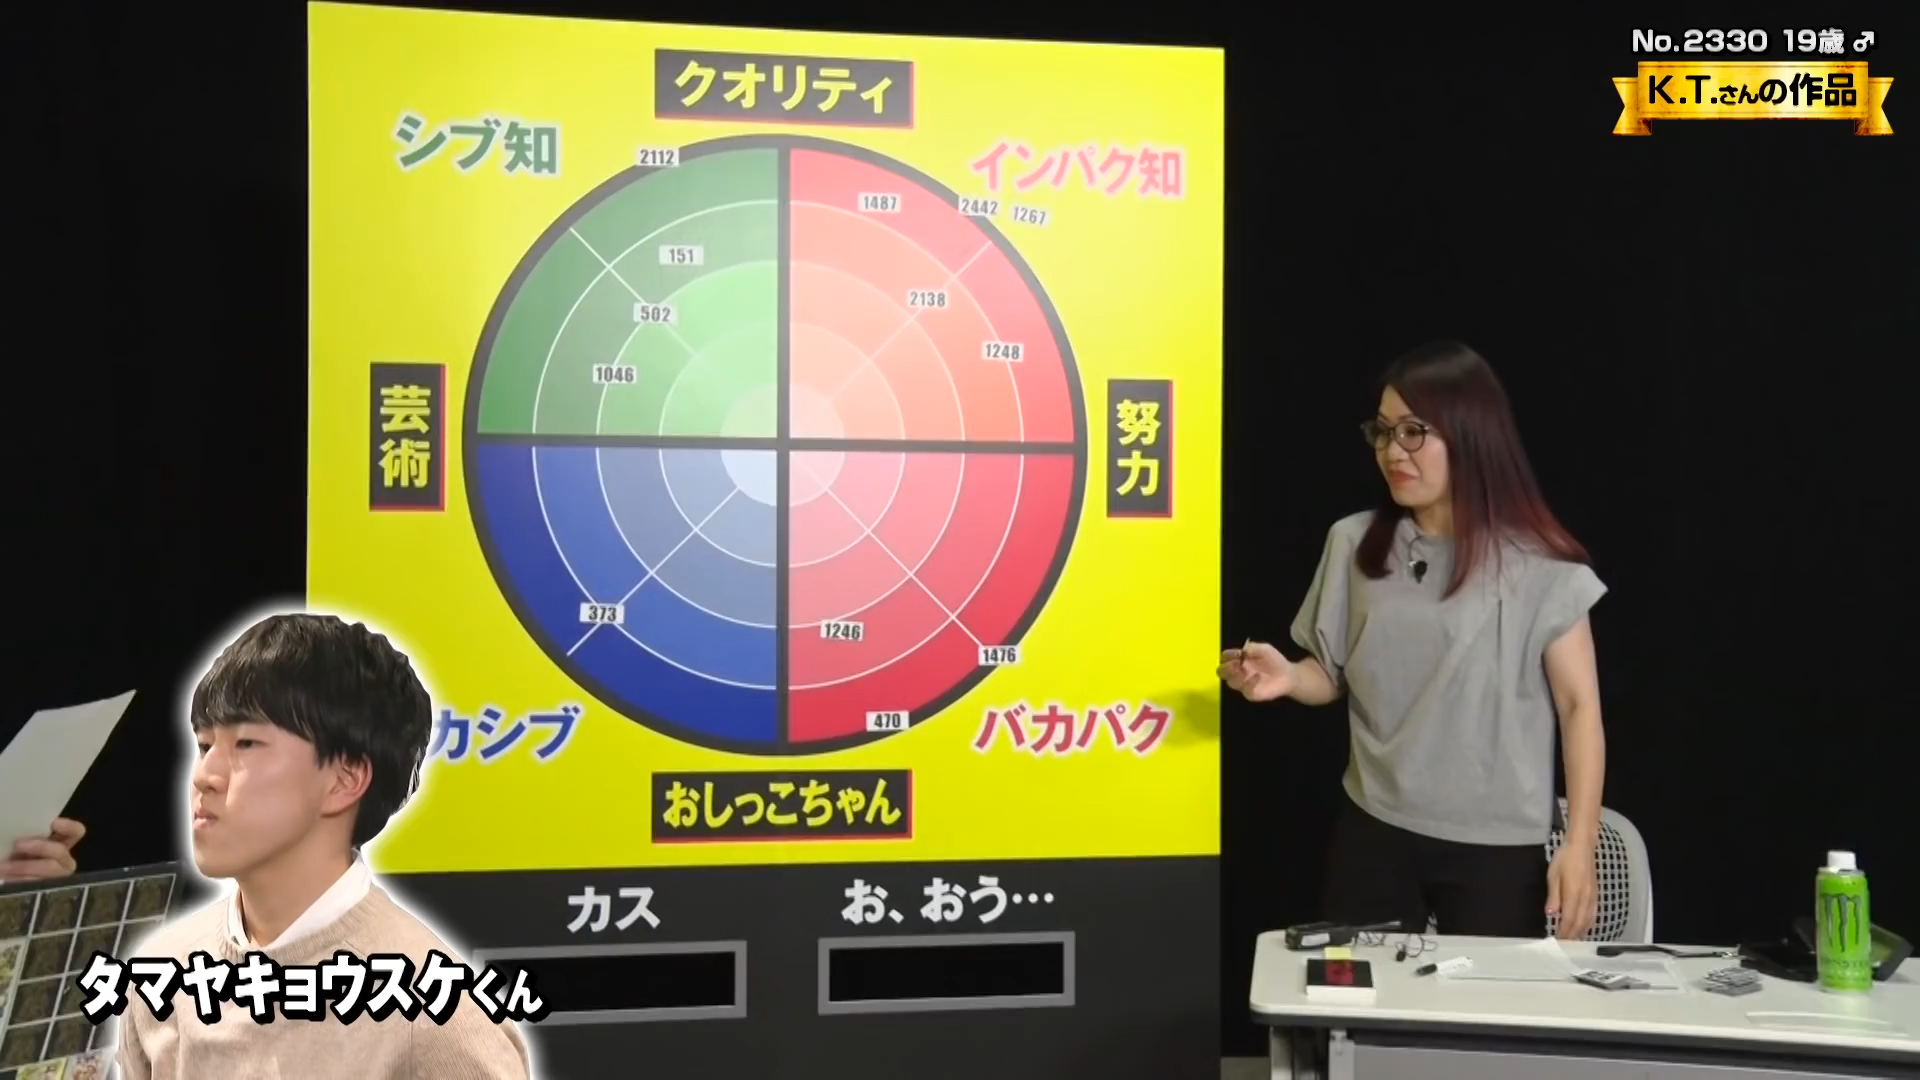 No.2330 19歳 ♂
K.T.さんの作品
クオリティ
シブ知
インパク知
2112
1487
2442
1267
151
2138
502
1248
1046
芸術
努力
373
1246
1476
470
カシブ
バカパク
おしっこちゃん
カス
お、おう…
タマヤキョウスケくん